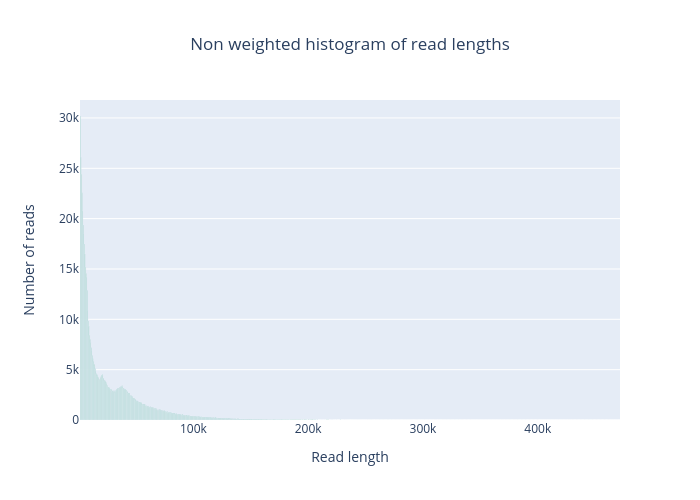 Non weighted histogram of read lengths
Number of reads
30k
25k
20k
15k
10k
5k
0
100k
200k
300k
400k
Read length